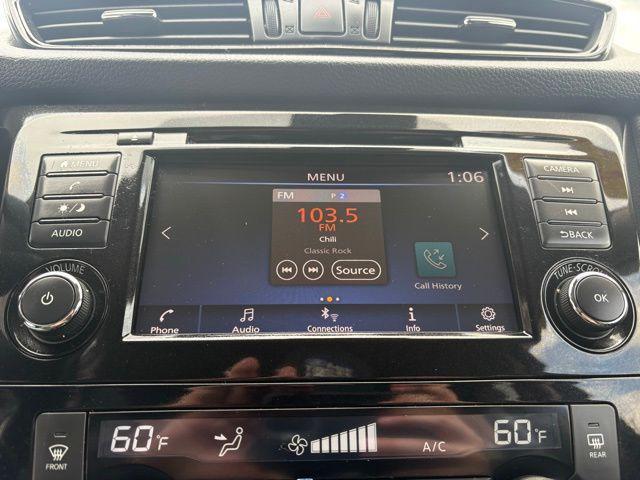 MENU
MENU 1:06
CAMERA
FM P 2
103.5
FM
Chili
Classic Rock
Source
AUDIO
BACK
Call History
VOLUME
TUNE·SCROLL
OK
Phone Audio Connections Info Settings
60°F A/C 60°F
FRONT
REAR